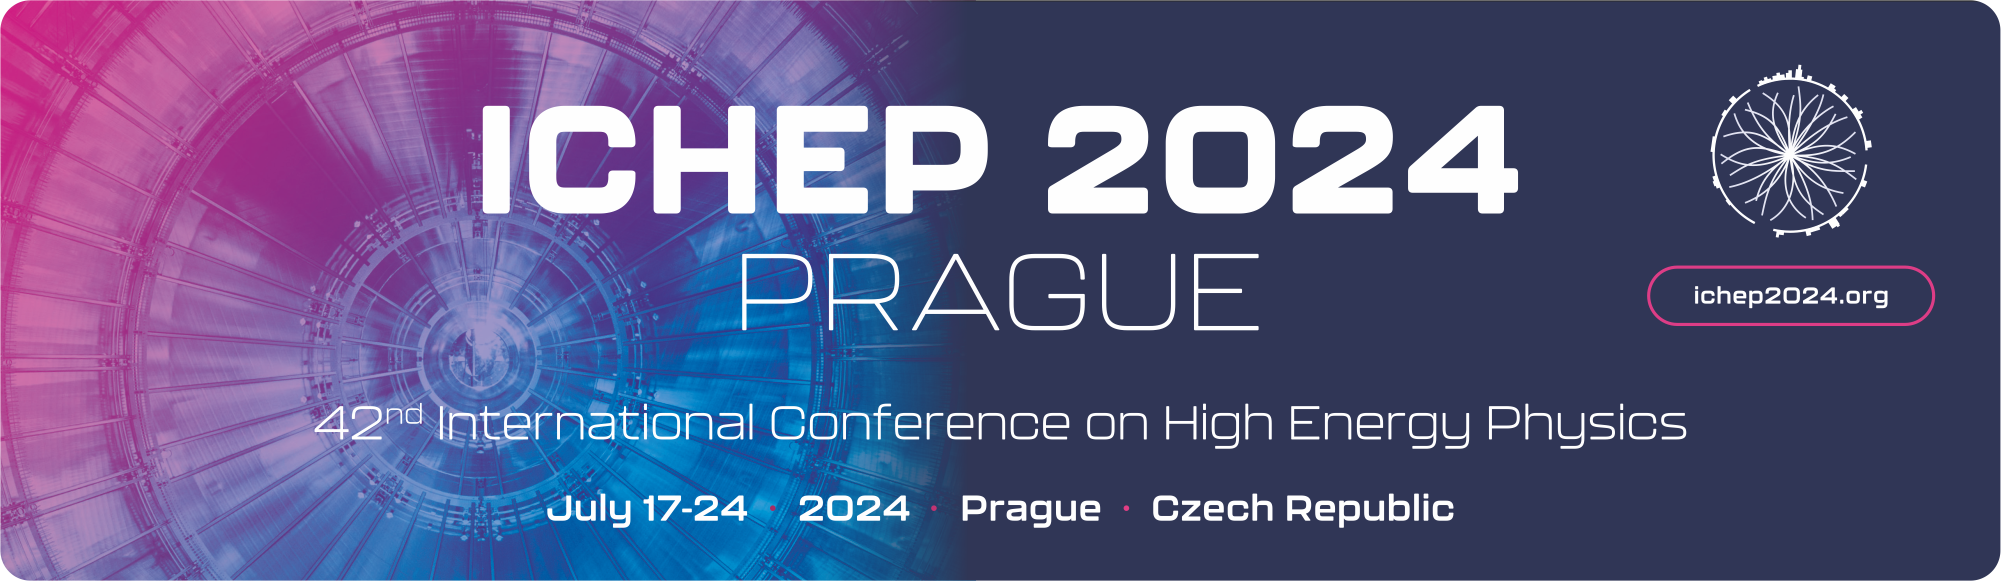 ICHEP 2024
PRAGUE
ichep2024.org
42nd International Conference on High Energy Physics
July 17-24 · 2024 · Prague · Czech Republic